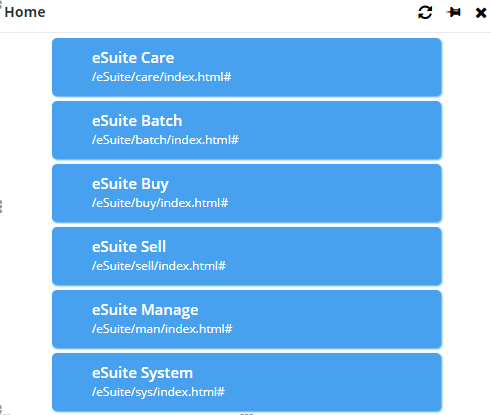 Home
eSuite Care
/eSuite/care/index.html#
eSuite Batch
/eSuite/batch/index.html#
eSuite Buy
/eSuite/buy/index.html#
eSuite Sell
/eSuite/sell/index.html#
eSuite Manage
/eSuite/man/index.html#
eSuite System
/eSuite/sys/index.html#